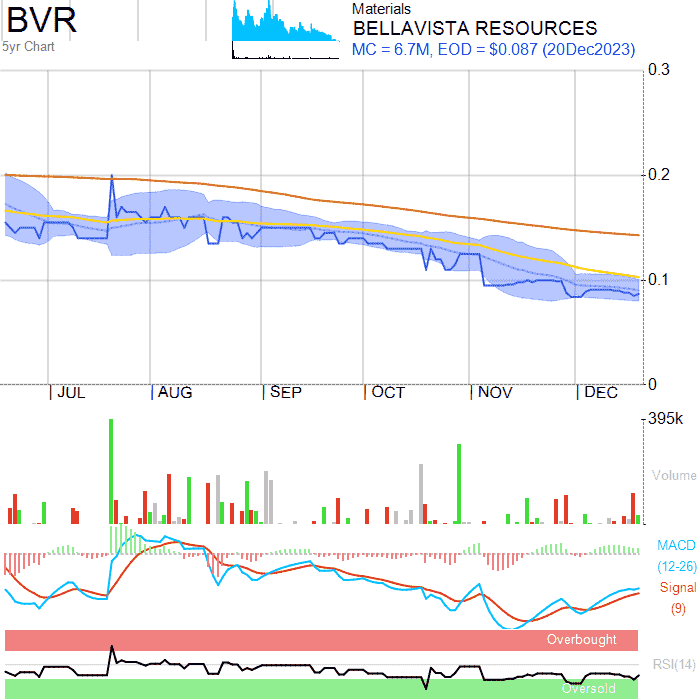 BVR
5yr Chart
Materials
BELLAVISTA RESOURCES
MC = 6.7M, EOD = $0.087 (20Dec2023)
0.3
0.2
0.1
0
JUL AUG SEP OCT NOV DEC
395k
Volume
MACD
(12-26)
Signal
(9)
Overbought
RSI(14)
Oversold